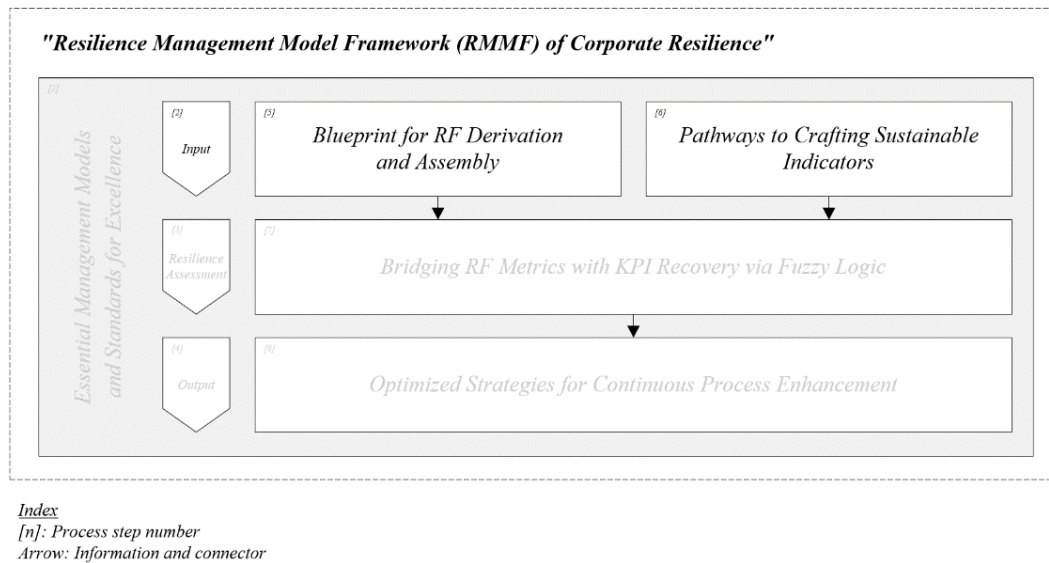 "Resilience Management Model Framework (RMMF) of Corporate Resilience"
[1]
Essential Management Models
and Standards for Excellence
[2]
Input
[5]
Blueprint for RF Derivation
and Assembly
[6]
Pathways to Crafting Sustainable
Indicators
[3]
Resilience
Assessment
[7]
Bridging RF Metrics with KPI Recovery via Fuzzy Logic
[4]
Output
[8]
Optimized Strategies for Continuous Process Enhancement
Index
[n]: Process step number
Arrow: Information and connector